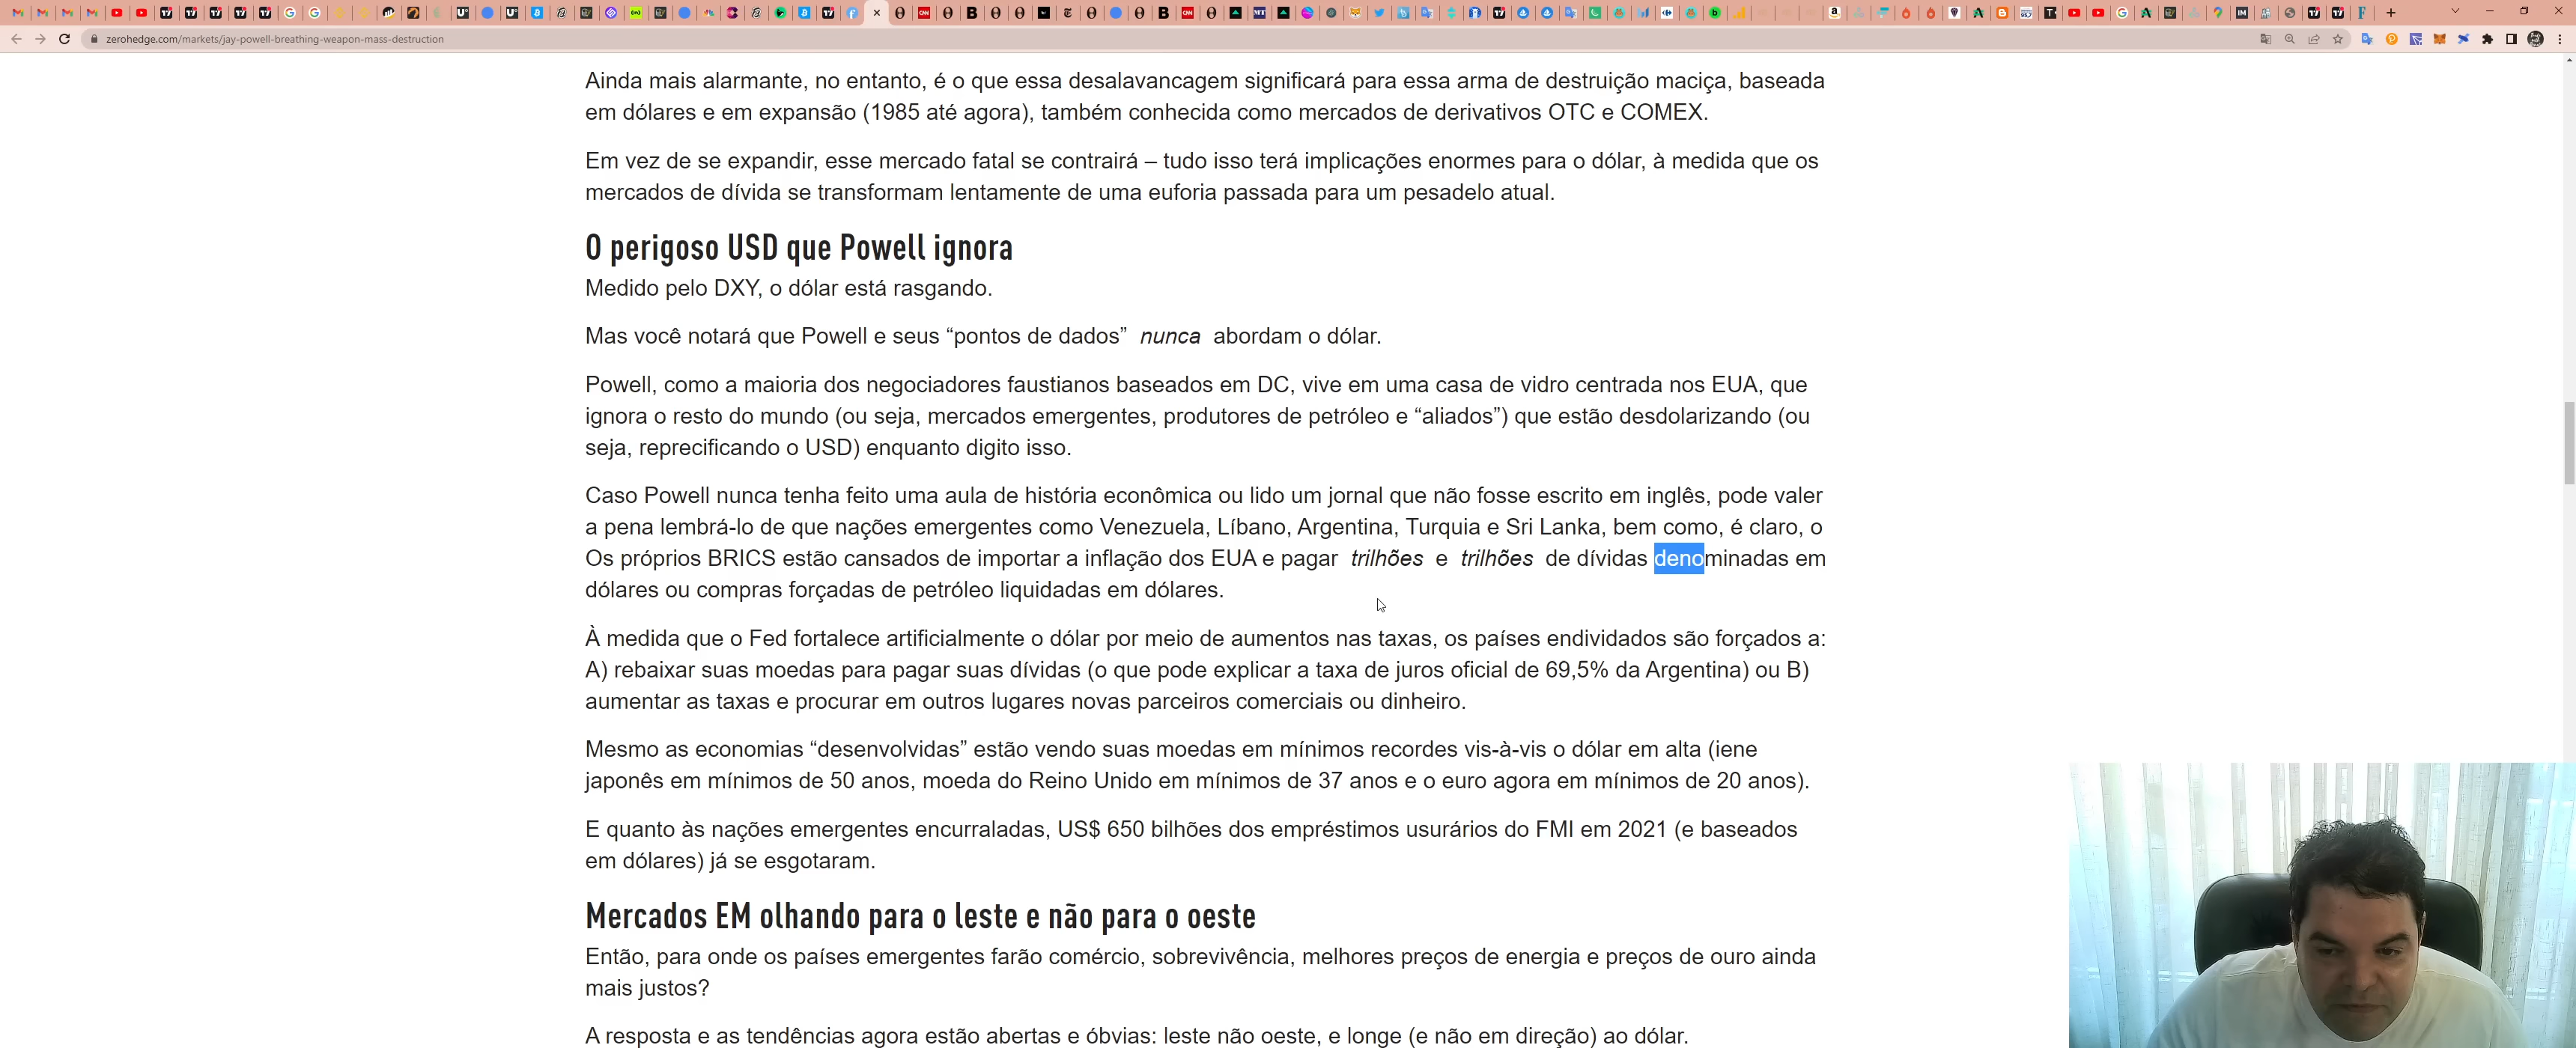 zerohedge.com/markets/jay-powell-breathing-weapon-mass-destruction
Ainda mais alarmante, no entanto, é o que essa desalavancagem significará para essa arma de destruição maciça, baseada
em dólares e em expansão (1985 até agora), também conhecida como mercados de derivativos OTC e COMEX.
Em vez de se expandir, esse mercado fatal se contrairá – tudo isso terá implicações enormes para o dólar, à medida que os
mercados de dívida se transformam lentamente de uma euforia passada para um pesadelo atual.
O perigoso USD que Powell ignora
Medido pelo DXY, o dólar está rasgando.
Mas você notará que Powell e seus “pontos de dados” nunca abordam o dólar.
Powell, como a maioria dos negociadores faustianos baseados em DC, vive em uma casa de vidro centrada nos EUA, que
ignora o resto do mundo (ou seja, mercados emergentes, produtores de petróleo e “aliados”) que estão desdolarizando (ou
seja, reprecificando o USD) enquanto digito isso.
Caso Powell nunca tenha feito uma aula de história econômica ou lido um jornal que não fosse escrito em inglês, pode valer
a pena lembrá-lo de que nações emergentes como Venezuela, Líbano, Argentina, Turquia e Sri Lanka, bem como, é claro, o
Os próprios BRICS estão cansados de importar a inflação dos EUA e pagar trilhões e trilhões de dívidas denominadas em
dólares ou compras forçadas de petróleo liquidadas em dólares.
À medida que o Fed fortalece artificialmente o dólar por meio de aumentos nas taxas, os países endividados são forçados a:
A) rebaixar suas moedas para pagar suas dívidas (o que pode explicar a taxa de juros oficial de 69,5% da Argentina) ou B)
aumentar as taxas e procurar em outros lugares novas parceiros comerciais ou dinheiro.
Mesmo as economias “desenvolvidas” estão vendo suas moedas em mínimos recordes vis-à-vis o dólar em alta (iene
japonês em mínimos de 50 anos, moeda do Reino Unido em mínimos de 37 anos e o euro agora em mínimos de 20 anos).
E quanto às nações emergentes encurraladas, US$ 650 bilhões dos empréstimos usurários do FMI em 2021 (e baseados
em dólares) já se esgotaram.
Mercados EM olhando para o leste e não para o oeste
Então, para onde os países emergentes farão comércio, sobrevivência, melhores preços de energia e preços de ouro ainda
mais justos?
A resposta e as tendências agora estão abertas e óbvias: leste não oeste, e longe (e não em direção) ao dólar.